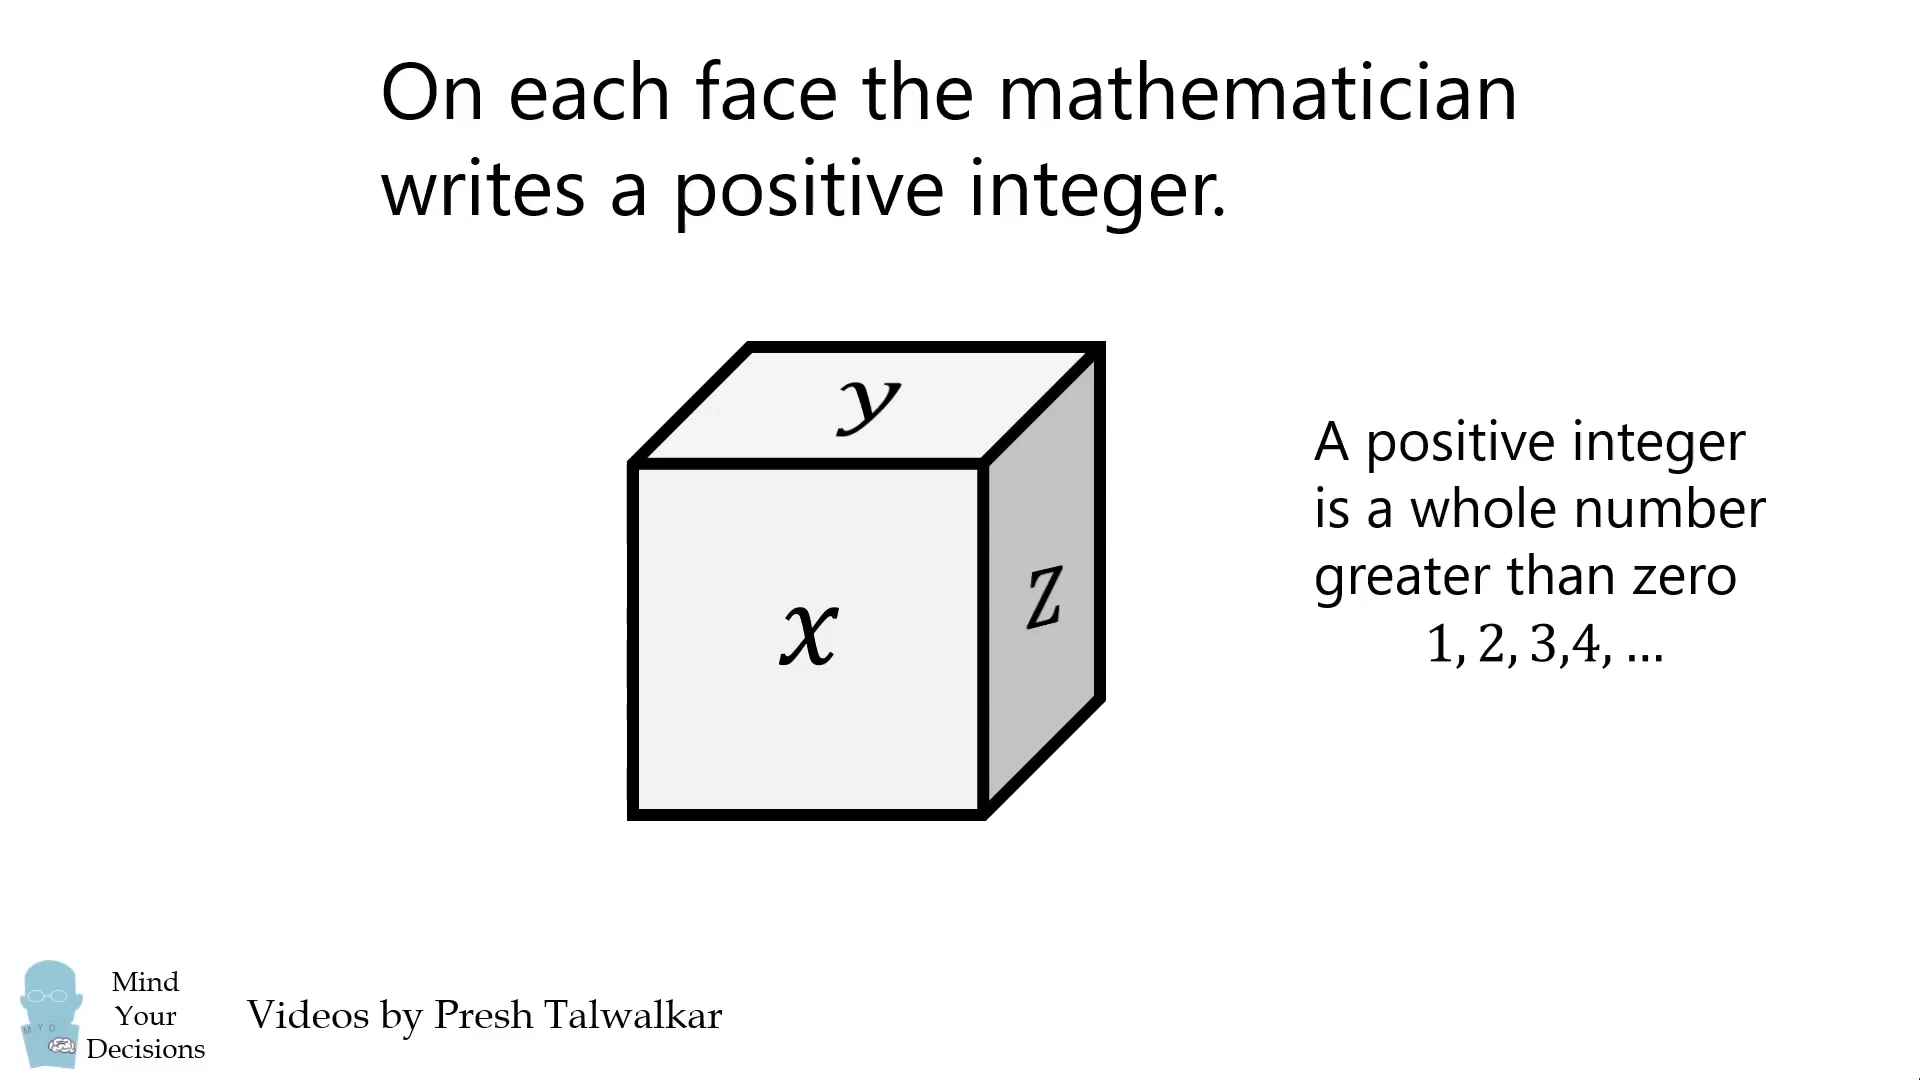 On each face the mathematician
writes a positive integer.
y
x
z
A positive integer
is a whole number
greater than zero
1, 2, 3,4, ...
M Y D
Mind
Your
Decisions
Videos by Presh Talwalkar